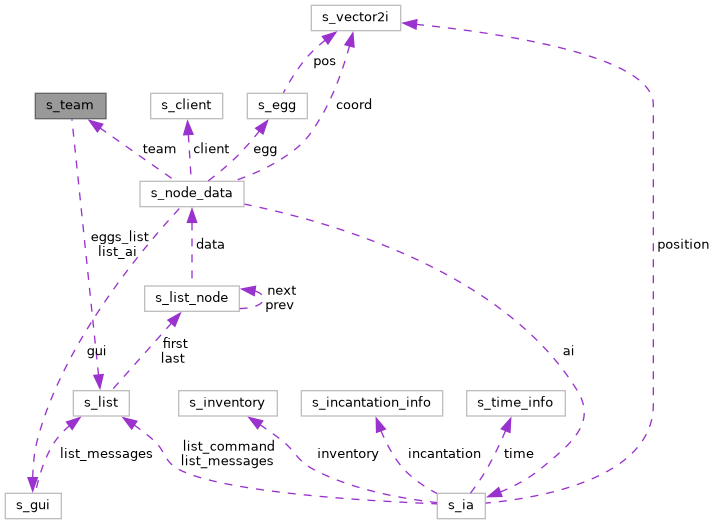 s_vector2i
pos
s_team
s_client
s_egg
coord
team
client
egg
s_node_data
eggs_list
list_ai
data
position
s_list_node
next
prev
first
last
gui
ai
s_list
s_inventory
s_incantation_info
s_time_info
list_messages
list_command
list_messages
inventory
incantation
time
s_gui
s_ia